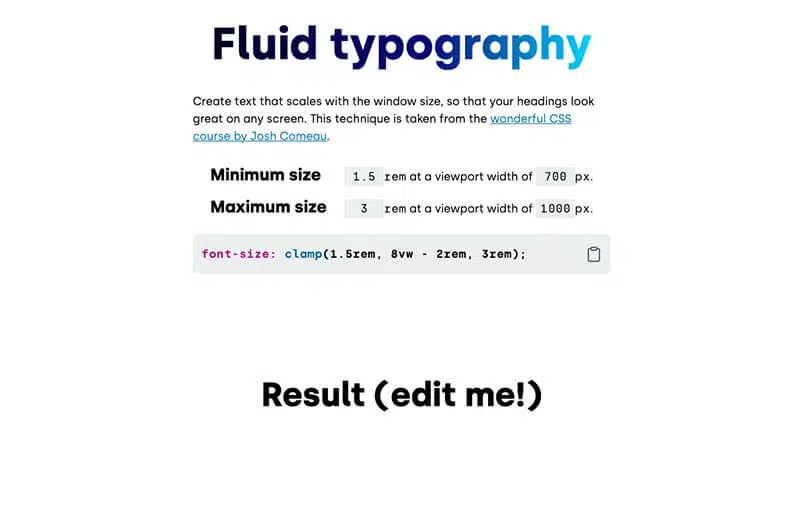 Fluid typography
Create text that scales with the window size, so that your headings look
great on any screen. This technique is taken from the wonderful CSS
course by Josh Comeau.
Minimum size 1.5 rem at a viewport width of 700 px.
Maximum size 3 rem at a viewport width of 1000 px.
font-size: clamp(1.5rem, 8vw - 2rem, 3rem);
Result (edit me!)